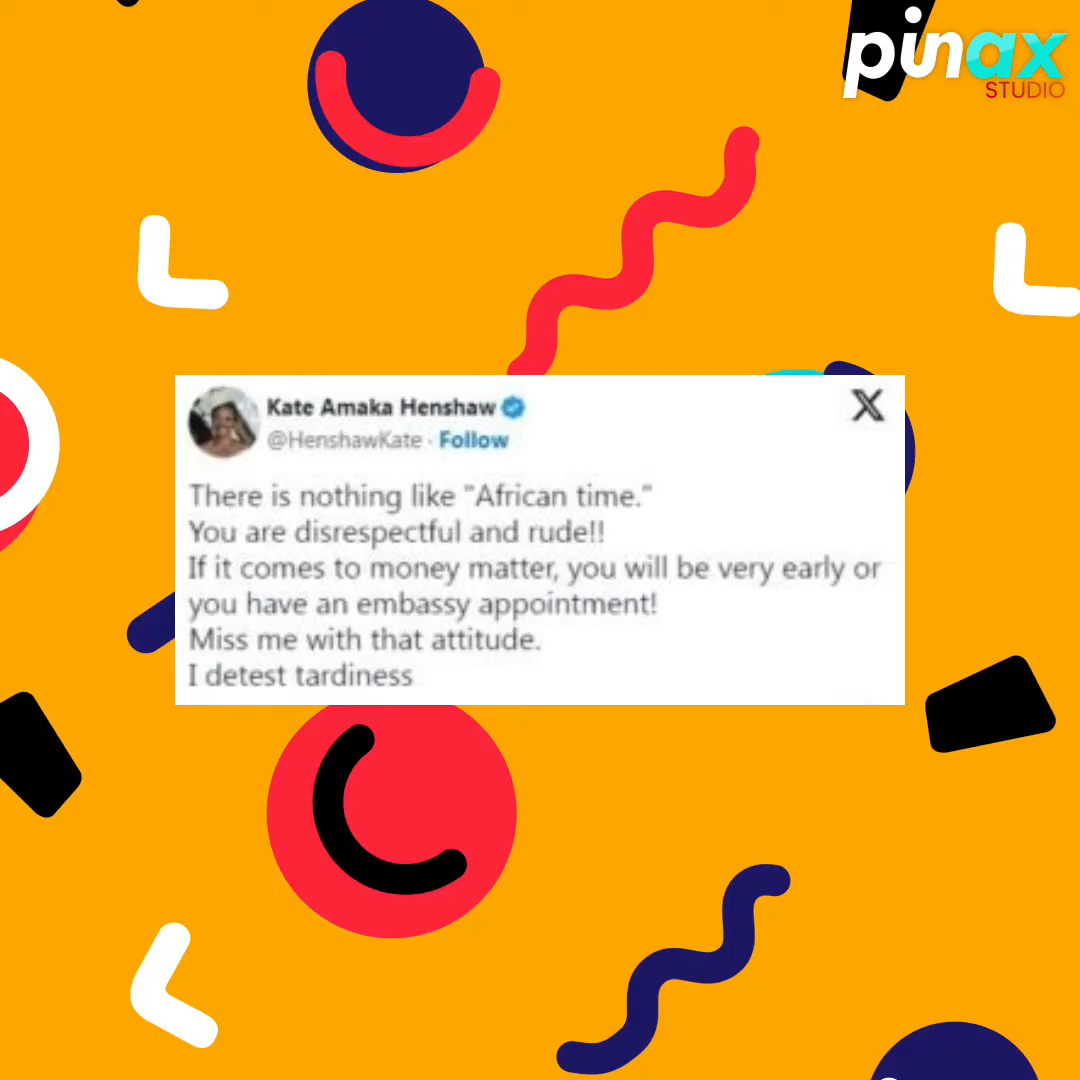 pinax
STUDIO
Kate Amaka Henshaw
@HenshawKate · Follow
There is nothing like "African time."
You are disrespectful and rude!!
If it comes to money matter, you will be very early or
you have an embassy appointment!
Miss me with that attitude.
I detest tardiness